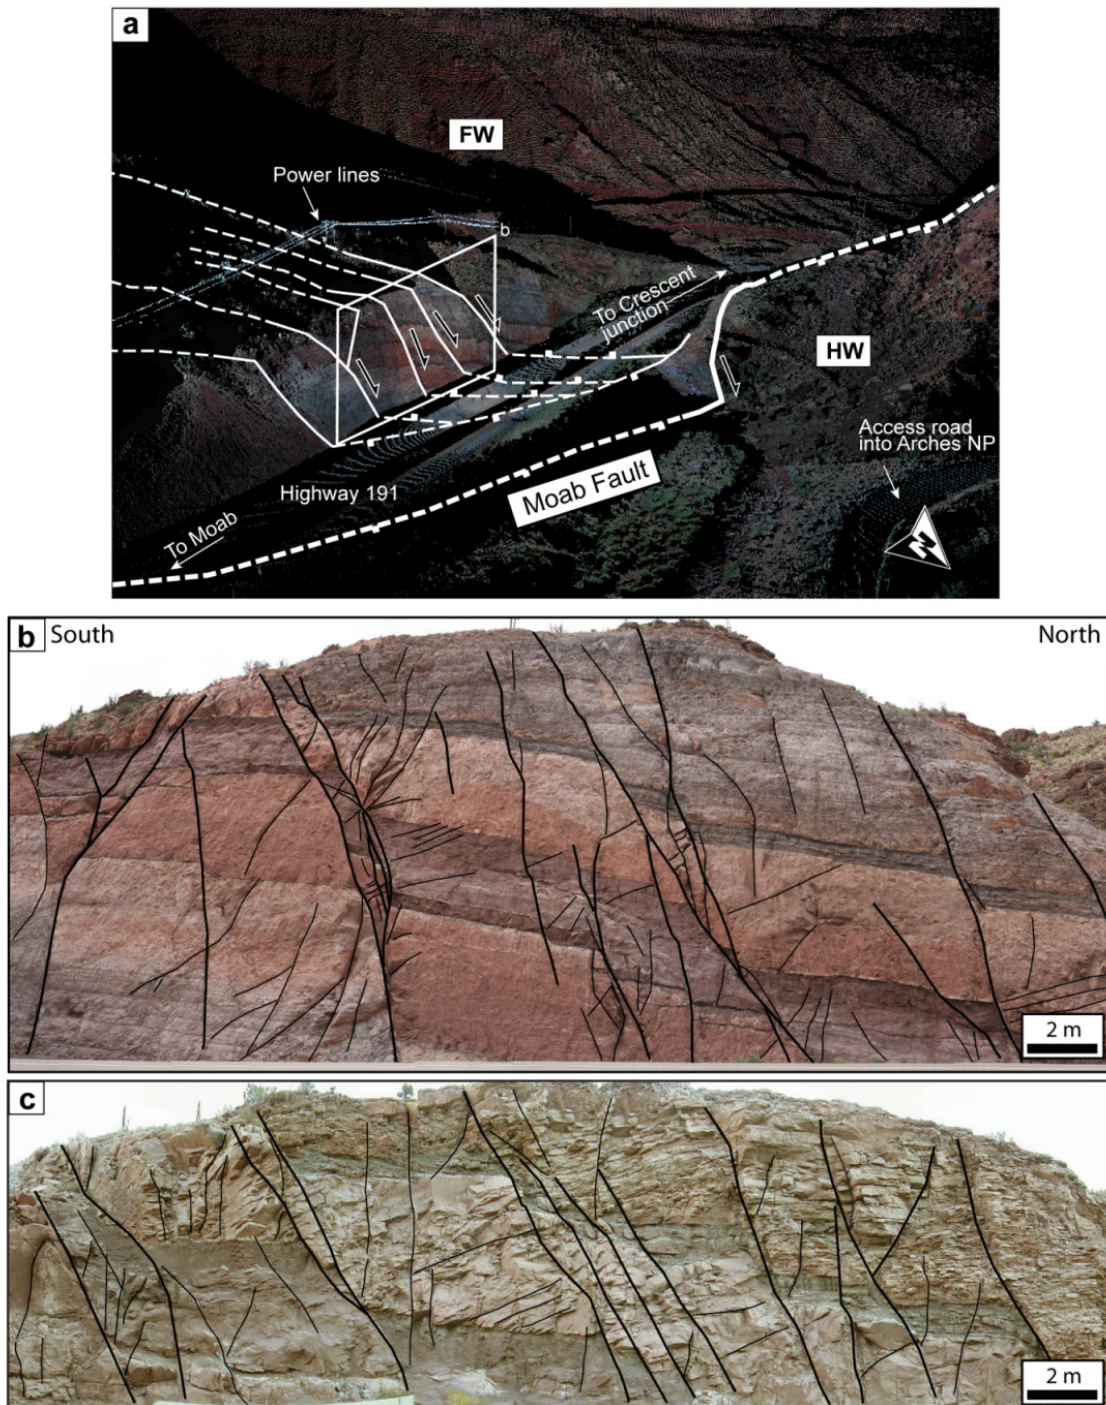 a
FW
Power lines
b
To Crescent
junction
HW
Access road
into Arches NP
Moab Fault
Highway 191
To Moab
N
b
South
North
2 m
c
2 m